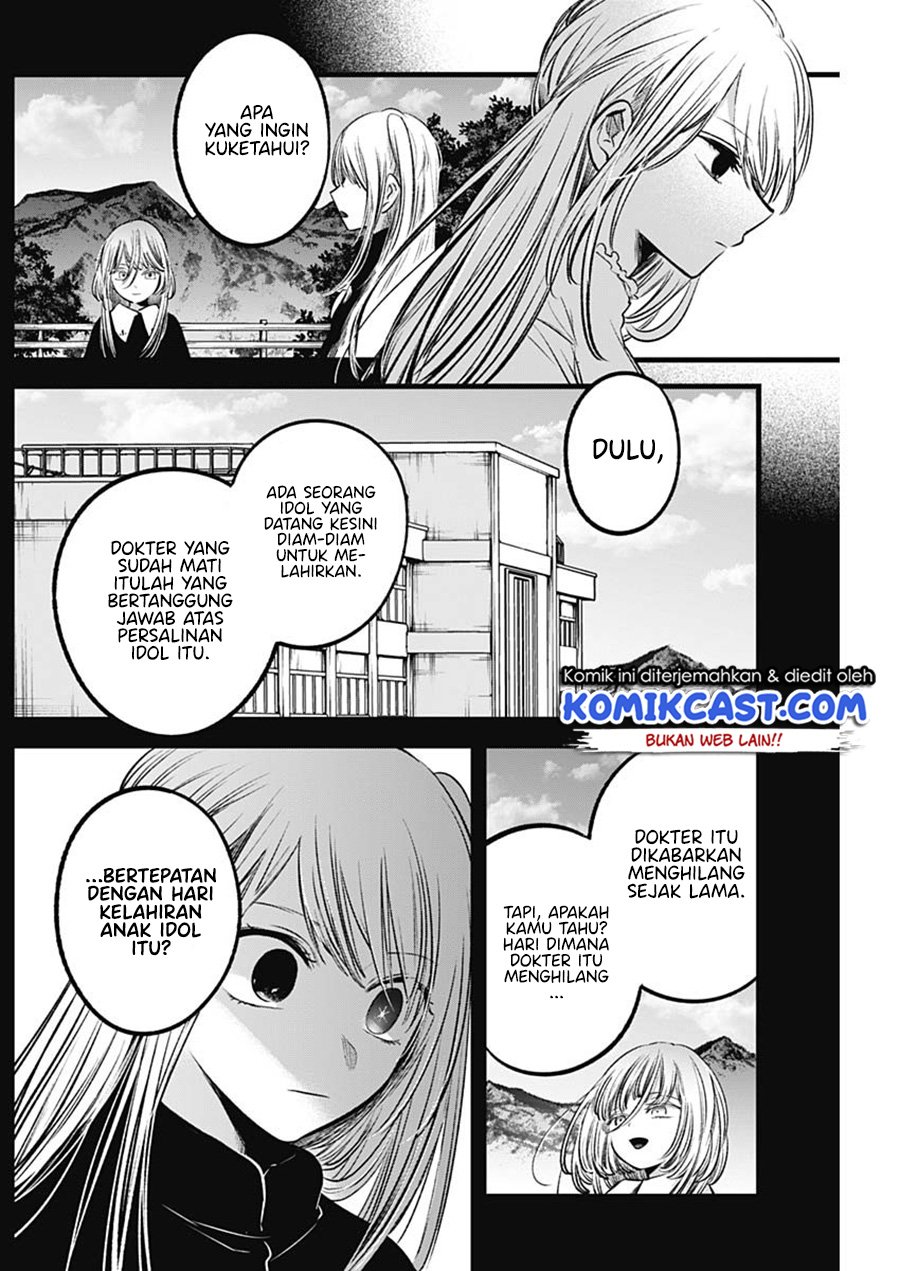 APA
YANG INGIN
KUKETAHUI?
DULU,
ADA SEORANG
IDOL YANG
DATANG KESINI
DIAM-DIAM
UNTUK ME-
LAHIRKAN.
DOKTER YANG
SUDAH MATI
ITULAH YANG
BERTANGGUNG
JAWAB ATAS
PERSALINAN
IDOL ITU.
Komik ini diterjemahkan & diedit oleh
KOMIKCAST.COM
BUKAN WEB LAIN!!
DOKTER ITU
DIKABARKAN
MENGHILANG
SEJAK LAMA.
TAPI, APAKAH
KAMU TAHU?
HARI DIMANA
DOKTER ITU
MENGHILANG
...
...BERTEPATAN
DENGAN HARI
KELAHIRAN
ANAK IDOL
ITU?